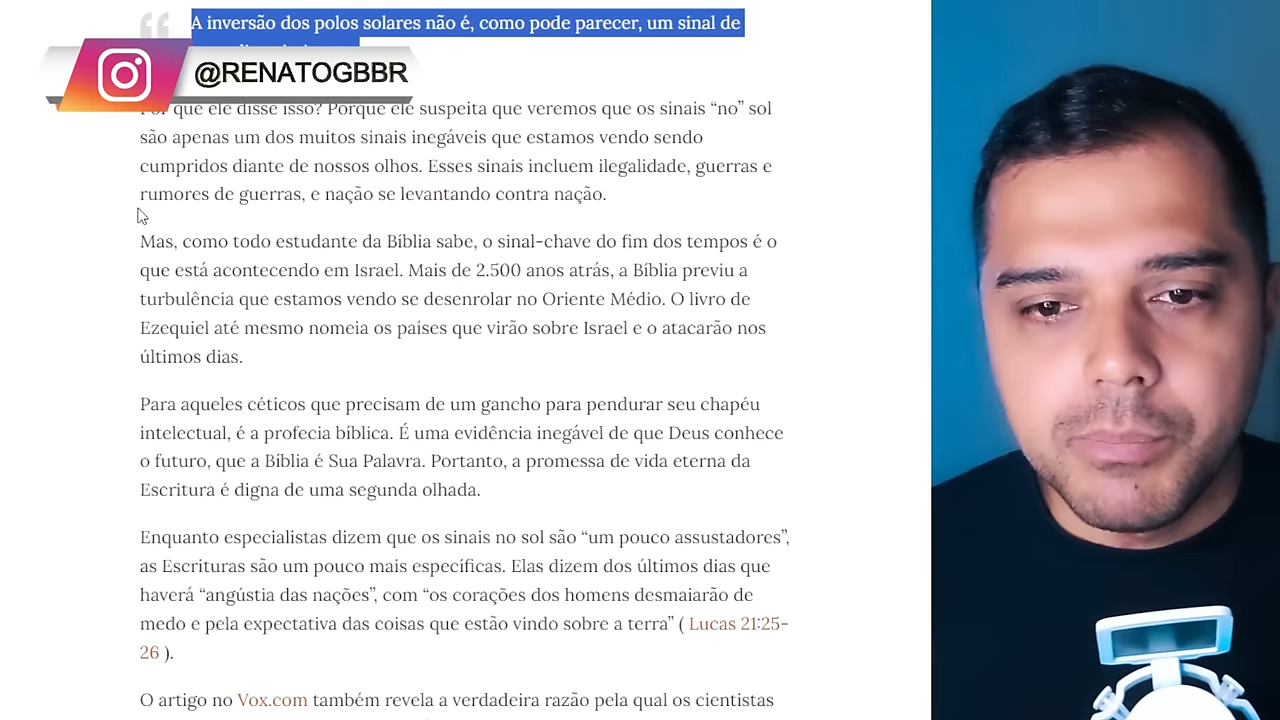 A inversão dos polos solares não é, como pode parecer, um sinal de
@RENATOGBBR
que ele disse isso? Porque ele suspeita que veremos que os sinais “no” sol
são apenas um dos muitos sinais inegáveis que estamos vendo sendo
cumpridos diante de nossos olhos. Esses sinais incluem ilegalidade, guerras e
rumores de guerras, e nação se levantando contra nação.
Mas, como todo estudante da Bíblia sabe, o sinal-chave do fim dos tempos é o
que está acontecendo em Israel. Mais de 2.500 anos atrás, a Bíblia previu a
turbulência que estamos vendo se desenrolar no Oriente Médio. O livro de
Ezequiel até mesmo nomeia os países que virão sobre Israel e o atacarão nos
últimos dias.
Para aqueles céticos que precisam de um gancho para pendurar seu chapéu
intelectual, é a profecia bíblica. É uma evidência inegável de que Deus conhece
o futuro, que a Bíblia é Sua Palavra. Portanto, a promessa de vida eterna da
Escritura é digna de uma segunda olhada.
Enquanto especialistas dizem que os sinais no sol são “um pouco assustadores”,
as Escrituras são um pouco mais específicas. Elas dizem dos últimos dias que
haverá “angústia das nações”, com “os corações dos homens desmaiarão de
medo e pela expectativa das coisas que estão vindo sobre a terra” ( Lucas 21:25-
26 ).
O artigo no Vox.com também revela a verdadeira razão pela qual os cientistas